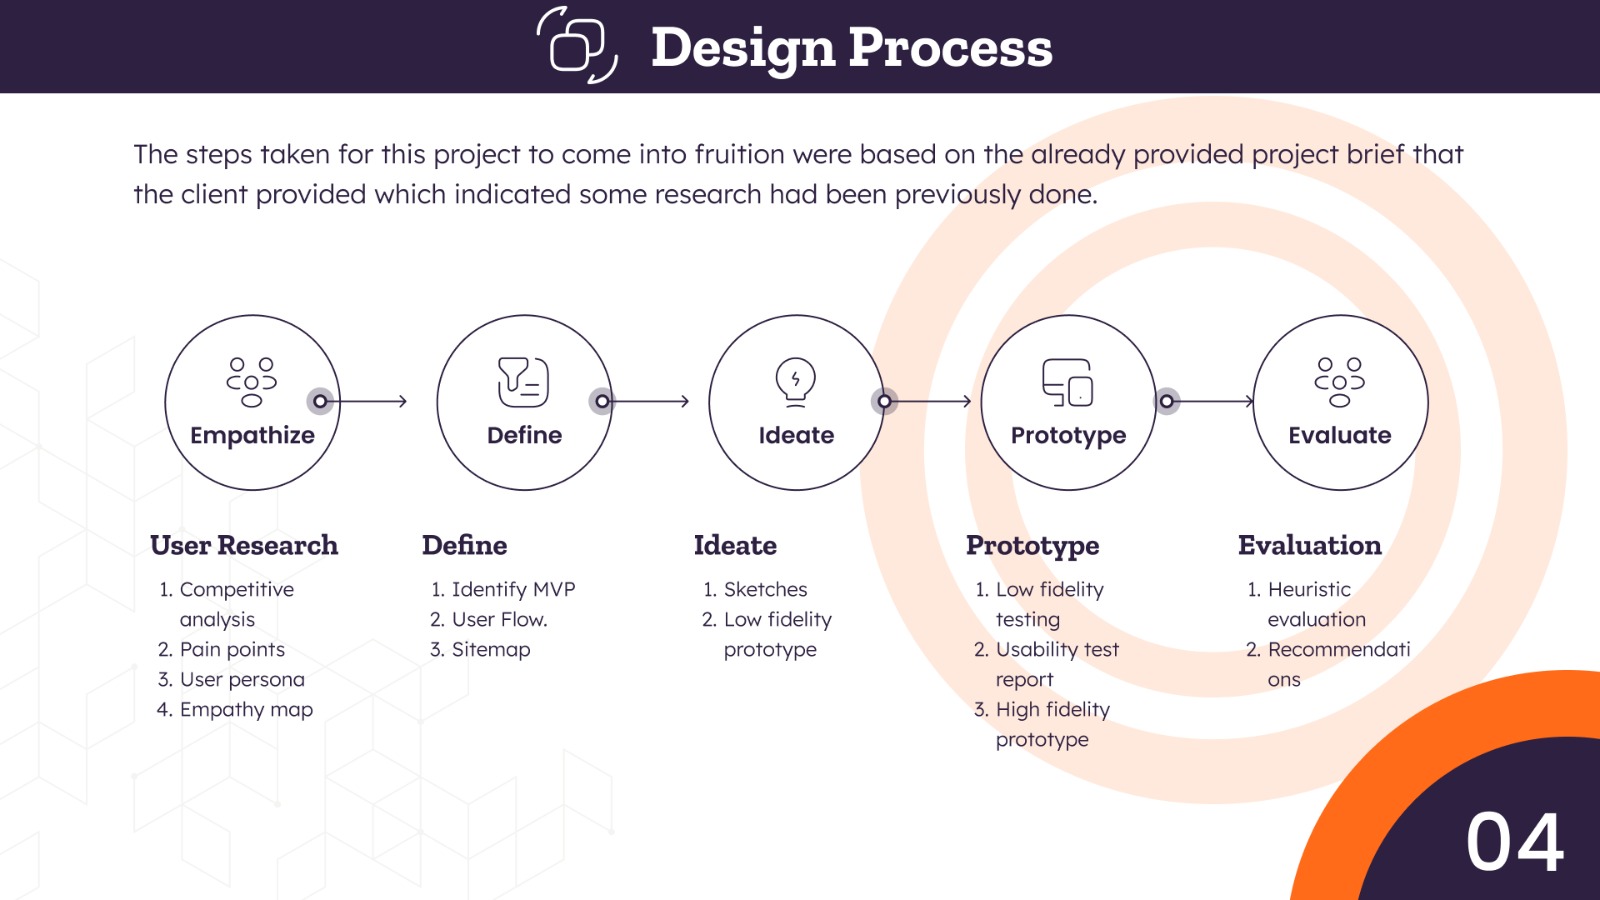 Design Process
The steps taken for this project to come into fruition were based on the already provided project brief that
the client provided which indicated some research had been previously done.
Empathize
Define
Ideate
Prototype
Evaluate
User Research
1. Competitive
analysis
2. Pain points
3. User persona
4. Empathy map
Define
1. Identify MVP
2. User Flow.
3. Sitemap
Ideate
1. Sketches
2. Low fidelity
prototype
Prototype
1. Low fidelity
testing
2. Usability test
report
3. High fidelity
prototype
Evaluation
1. Heuristic
evaluation
2. Recommendati
ons
04